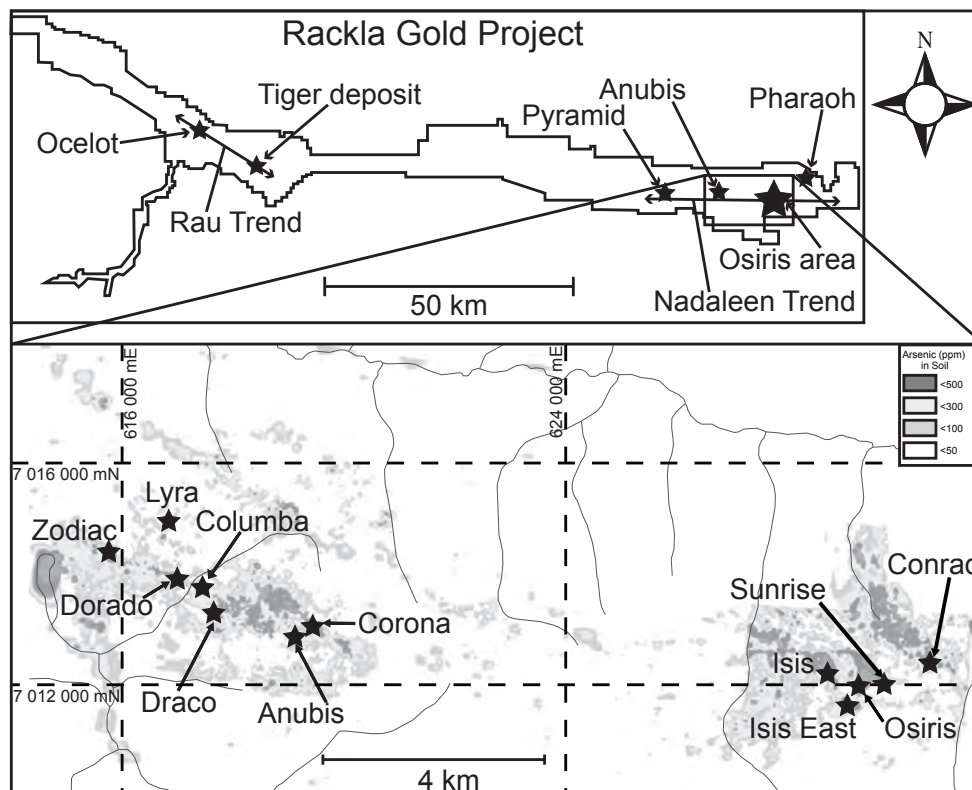 Rackla Gold Project
N
Tiger deposit
Anubis
Pharaoh
Pyramid
Ocelot
Rau Trend
Osiris area
50 km
Nadaleen Trend
616 000 mE
624 000 mE
Arsenic (ppm)
in Soil
<500
<300
<100
<50
7 016 000 mN
Lyra
Zodiac
Columba
Conrad
Sunrise
Dorado
Corona
Isis
7 012 000 mN
Draco
Anubis
Isis East
Osiris
4 km